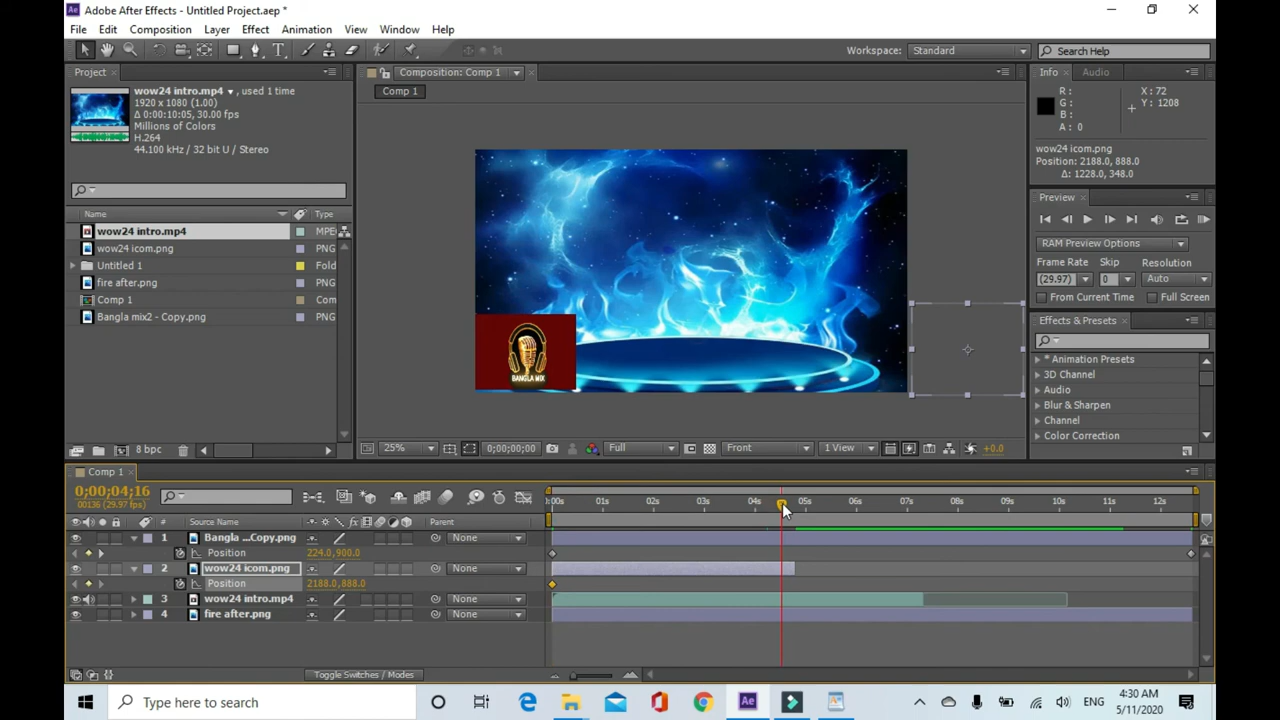 Adobe After Effects - Untitled Project.aep *
File Edit Composition Layer Effect Animation View Window Help
Workspace: Standard Search Help
Project
wow24 intro.mp4 , used 1 time
1920 x 1080 (1.00)
Δ 0:00:10:05, 30.00 fps
Millions of Colors
H.264
44.100 kHz / 32 bit U / Stereo
Name Type
wow24 intro.mp4 MPE
wow24 icom.png PNG
Untitled 1 Fold
fire after.png PNG
Comp 1 Com
Bangla mix2 - Copy.png PNG
8 bpc
Composition: Comp 1
Comp 1
BANGLA MIX
25% 0;00;00;00 Full Front 1 View +0.0
Info Audio
R : X : 72
G : Y : 1208
B :
A : 0
wow24 icom.png
Position: 2188.0, 888.0
Δ: 1228.0, 348.0
Preview
RAM Preview Options
Frame Rate Skip Resolution
(29.97) 0 Auto
From Current Time Full Screen
Effects & Presets
* Animation Presets
3D Channel
Audio
Blur & Sharpen
Channel
Color Correction
Comp 1
0;00;04;16
00136 (29.97 fps)
:00s 01s 02s 03s 04s 05s 06s 07s 08s 09s 10s 11s 12s
# Source Name Parent
1 Bangla ...Copy.png None
Position 224.0,900.0
2 wow24 icom.png None
Position 2188.0,888.0
3 wow24 intro.mp4 None
4 fire after.png None
Toggle Switches / Modes
Type here to search
ENG
4:30 AM
5/11/2020